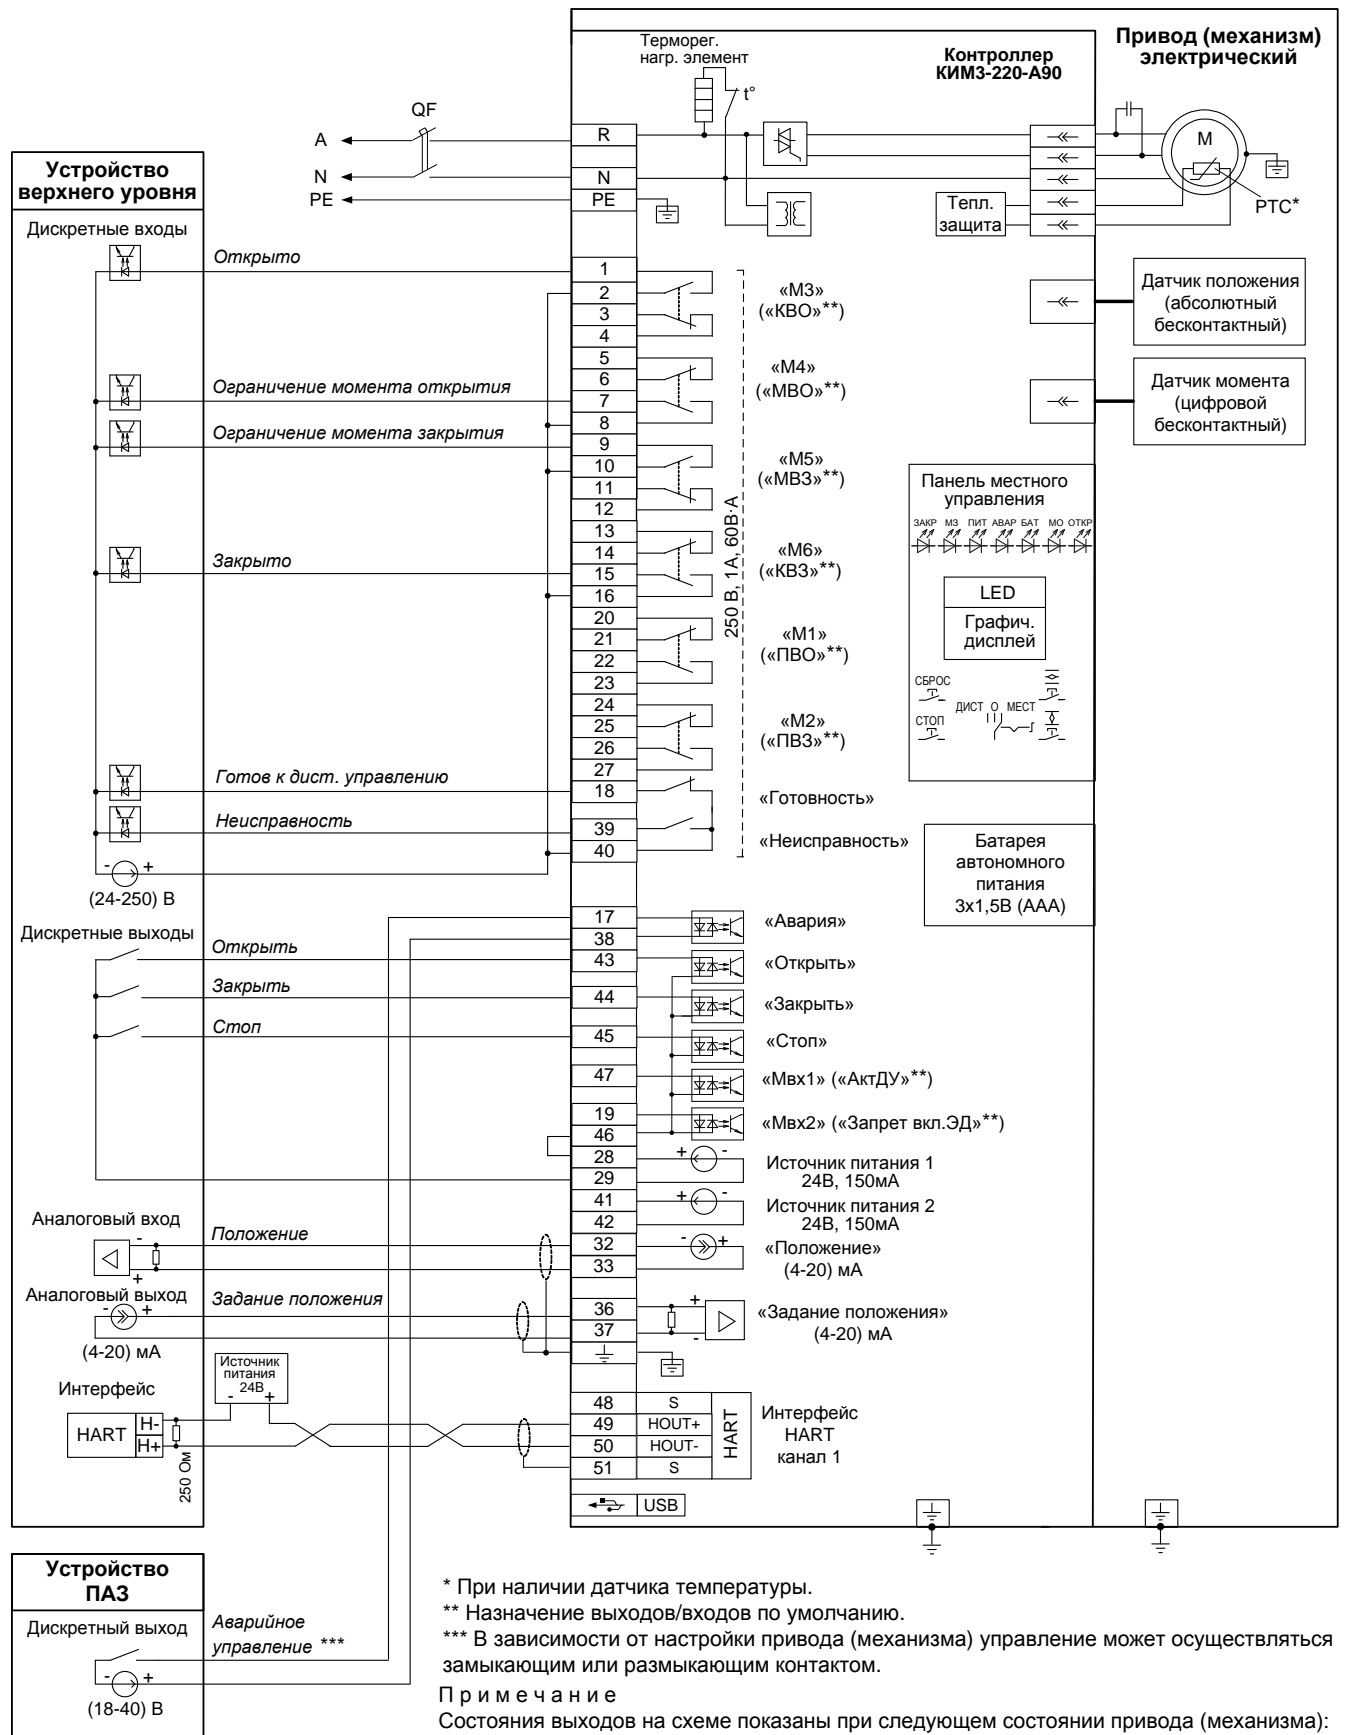 Терморег.
нагр. элемент
t°
Контроллер
КИМ3-220-А90
Привод (механизм)
электрический
QF
A
N
PE
R
N
PE
Тепл.
защита
M
PTC*
Устройство
верхнего уровня
Дискретные входы
Открыто
Ограничение момента открытия
Ограничение момента закрытия
Закрыто
Готов к дист. управлению
Неисправность
- +
(24-250) В
1
2
3
4
5
6
7
8
9
10
11
12
13
14
15
16
20
21
22
23
24
25
26
27
18
39
40
«М3»
(«КВО»**)
«М4»
(«МВО»**)
«М5»
(«МВЗ»**)
«М6»
(«КВЗ»**)
«М1»
(«ПВО»**)
«М2»
(«ПВЗ»**)
«Готовность»
«Неисправность»
250 В, 1А, 60В·А
Датчик положения
(абсолютный
бесконтактный)
Датчик момента
(цифровой
бесконтактный)
Панель местного
управления
ЗАКР МЗ ПИТ АВАР БАТ МО ОТКР
LED
Графич.
дисплей
СБРОС
ДИСТ О МЕСТ
СТОП
Батарея
автономного
питания
3х1,5В (ААА)
Дискретные выходы
Открыть
Закрыть
Стоп
17
38
43
44
45
47
19
46
28
29
41
42
32
33
36
37
«Авария»
«Открыть»
«Закрыть»
«Стоп»
«Мвх1» («АктДУ»**)
«Мвх2» («Запрет вкл.ЭД»**)
+ -
Источник питания 1
24В, 150мА
+ -
Источник питания 2
24В, 150мА
- +
«Положение»
(4-20) мА
+
-
«Задание положения»
(4-20) мА
Аналоговый вход
-
+
Положение
Аналоговый выход
- +
Задание положения
(4-20) мА
Источник
питания
24В
- +
Интерфейс
HART
H-
H+
250 Ом
48 S
49 HOUT+
50 HOUT-
51 S
HART
Интерфейс
HART
канал 1
USB
Устройство
ПАЗ
Дискретный выход
- +
(18-40) В
Аварийное
управление ***
* При наличии датчика температуры.
** Назначение выходов/входов по умолчанию.
*** В зависимости от настройки привода (механизма) управление может осуществляться
замыкающим или размыкающим контактом.
П р и м е ч а н и е
Состояния выходов на схеме показаны при следующем состоянии привода (механизма):